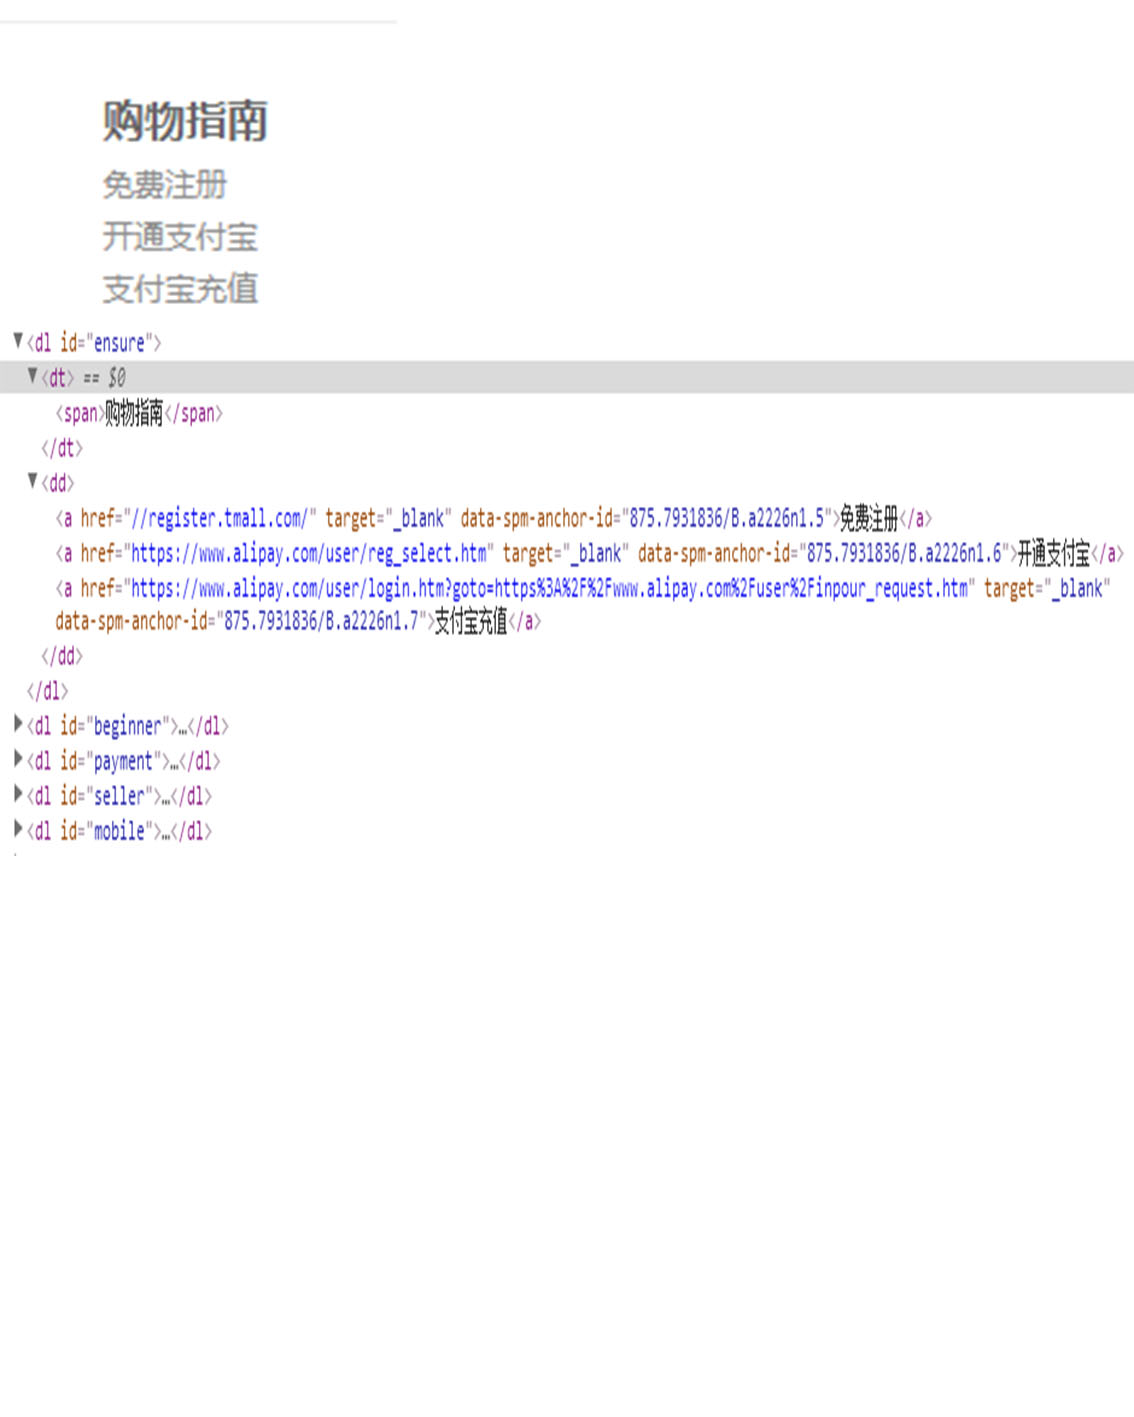 购物指南
免费注册
开通支付宝
支付宝充值
▼<dl id="ensure">
▼<dt> == $0
<span>购物指南</span>
</dt>
▼<dd>
<a href="//register.tmall.com/" target="_blank" data-spm-anchor-id="875.7931836/B.a2226n1.5">免费注册</a>
<a href="https://www.alipay.com/user/reg_select.htm" target="_blank" data-spm-anchor-id="875.7931836/B.a2226n1.6">开通支付宝</a>
<a href="https://www.alipay.com/user/login.htm?goto=https%3A%2F%2Fwww.alipay.com%2Fuser%2Finpour_request.htm" target="_blank"
data-spm-anchor-id="875.7931836/B.a2226n1.7">支付宝充值</a>
</dd>
</dl>
▶<dl id="beginner">…</dl>
▶<dl id="payment">…</dl>
▶<dl id="seller">…</dl>
▶<dl id="mobile">…</dl>